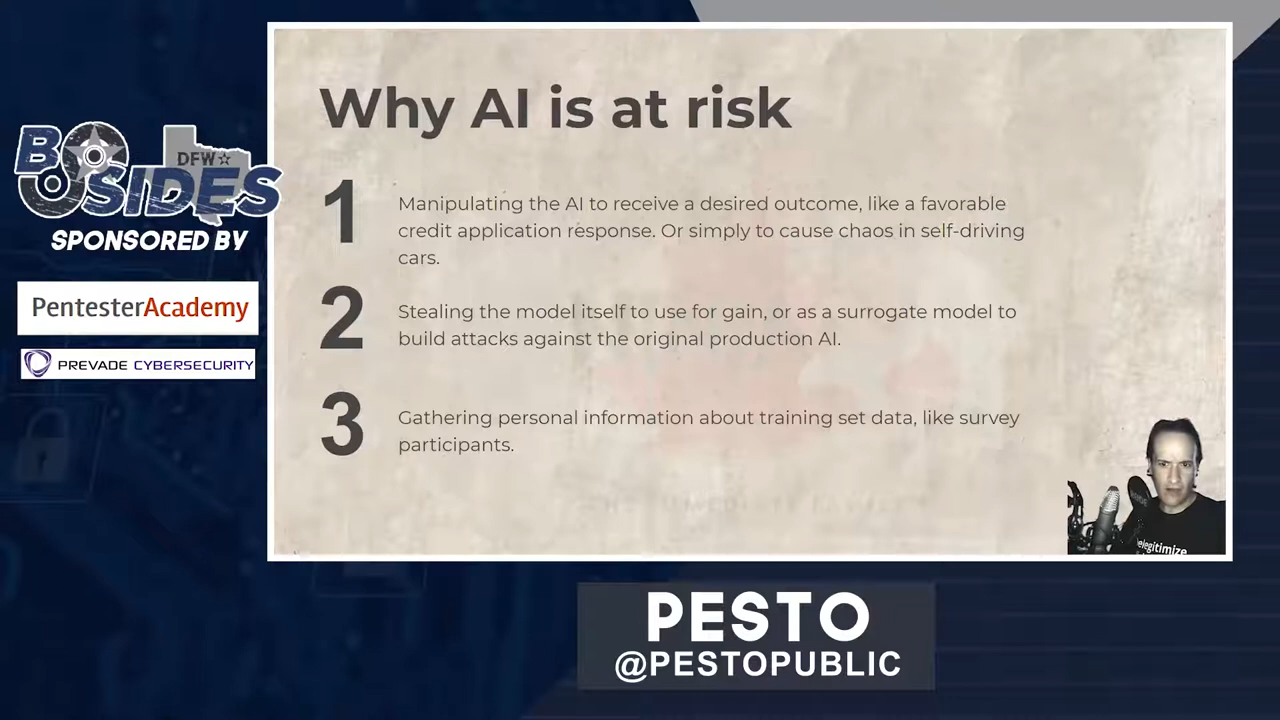 Why AI is at risk
1
Manipulating the AI to receive a desired outcome, like a favorable
credit application response. Or simply to cause chaos in self-driving
cars.
2
Stealing the model itself to use for gain, or as a surrogate model to
build attacks against the original production AI.
3
Gathering personal information about training set data, like survey
participants.
BSIDES
DFW
SPONSORED BY
PentesterAcademy
PREVADE CYBERSECURITY
PESTO
@PESTOPUBLIC